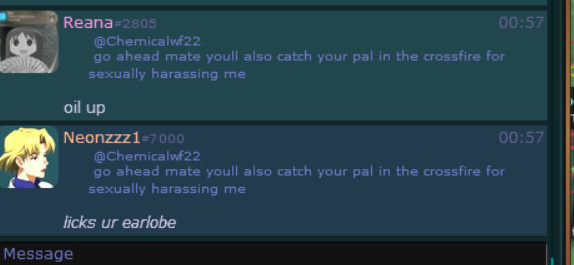 Reana#2805 00:57
@Chemicalwf22
go ahead mate youll also catch your pal in the crossfire for
sexually harassing me
oil up
Neonzzz1#7000 00:57
@Chemicalwf22
go ahead mate youll also catch your pal in the crossfire for
sexually harassing me
licks ur earlobe
Message